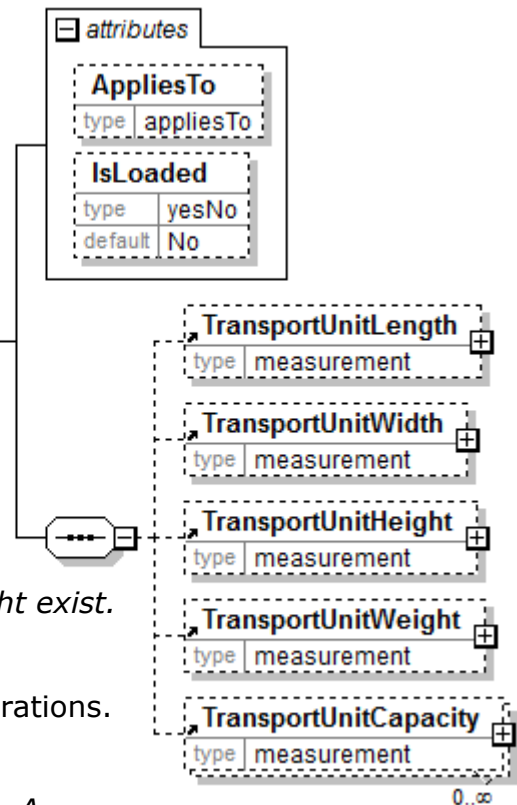 attributes
AppliesTo
type appliesTo
IsLoaded
type yesNo
default No
TransportUnitLength
type measurement
TransportUnitWidth
type measurement
TransportUnitHeight
type measurement
ht exist.
TransportUnitWeight
type measurement
rations.
TransportUnitCapacity
type measurement
0..∞